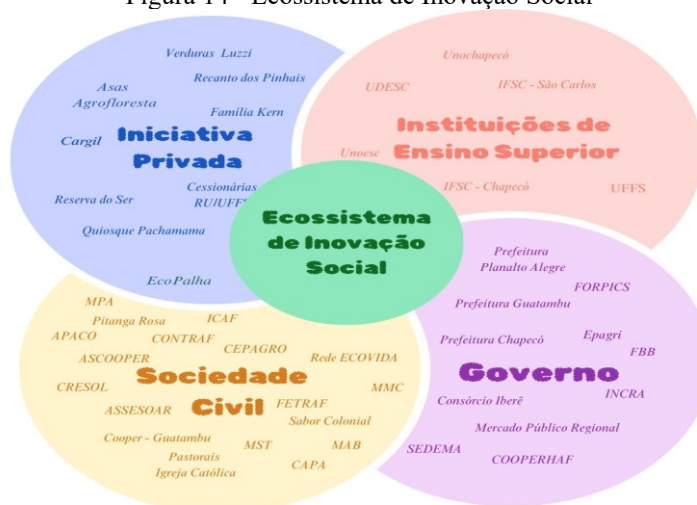 Figura 14 - Ecossistema de Inovação Social
Verduras Luzzi
Recanto dos Pinhais
Asas
Agrofloresta
Família Kern
Cargil
Iniciativa
Privada
Cessionárias
RU/UFFS
Reserva do Ser
Quiosque Pachamama
EcoPalha
Unochapecó
UDESC
IFSC - São Carlos
Instituições de
Ensino Superior
Unoesc
IFSC - Chapecó
UFFS
Ecossistema
de Inovação
Social
MPA
Pitanga Rosa
ICAF
APACO
CONTRAF
CEPAGRO
ASCOOPER
Rede ECOVIDA
Sociedade
Civil
CRESOL
MMC
ASSESOAR
FETRAF
Sabor Colonial
Cooper - Guatambu
MST
MAB
Pastorais
Igreja Católica
CAPA
Prefeitura
Planalto Alegre
FORPICS
Prefeitura Guatambu
Prefeitura Chapecó
Epagri
FBB
Governo
INCRA
Consórcio Iberê
Mercado Público Regional
SEDEMA
COOPERHAF